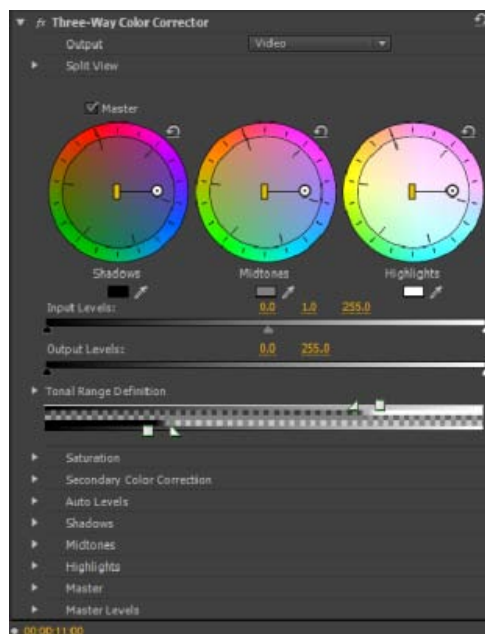 fx Three-Way Color Corrector
Output Video
Split View
Master
Shadows Midtones Highlights
Input Levels: 0.0 1.0 255.0
Output Levels: 0.0 255.0
Tonal Range Definition
Saturation
Secondary Color Correction
Auto Levels
Shadows
Midtones
Highlights
Master
Master Levels
00:00:11:00